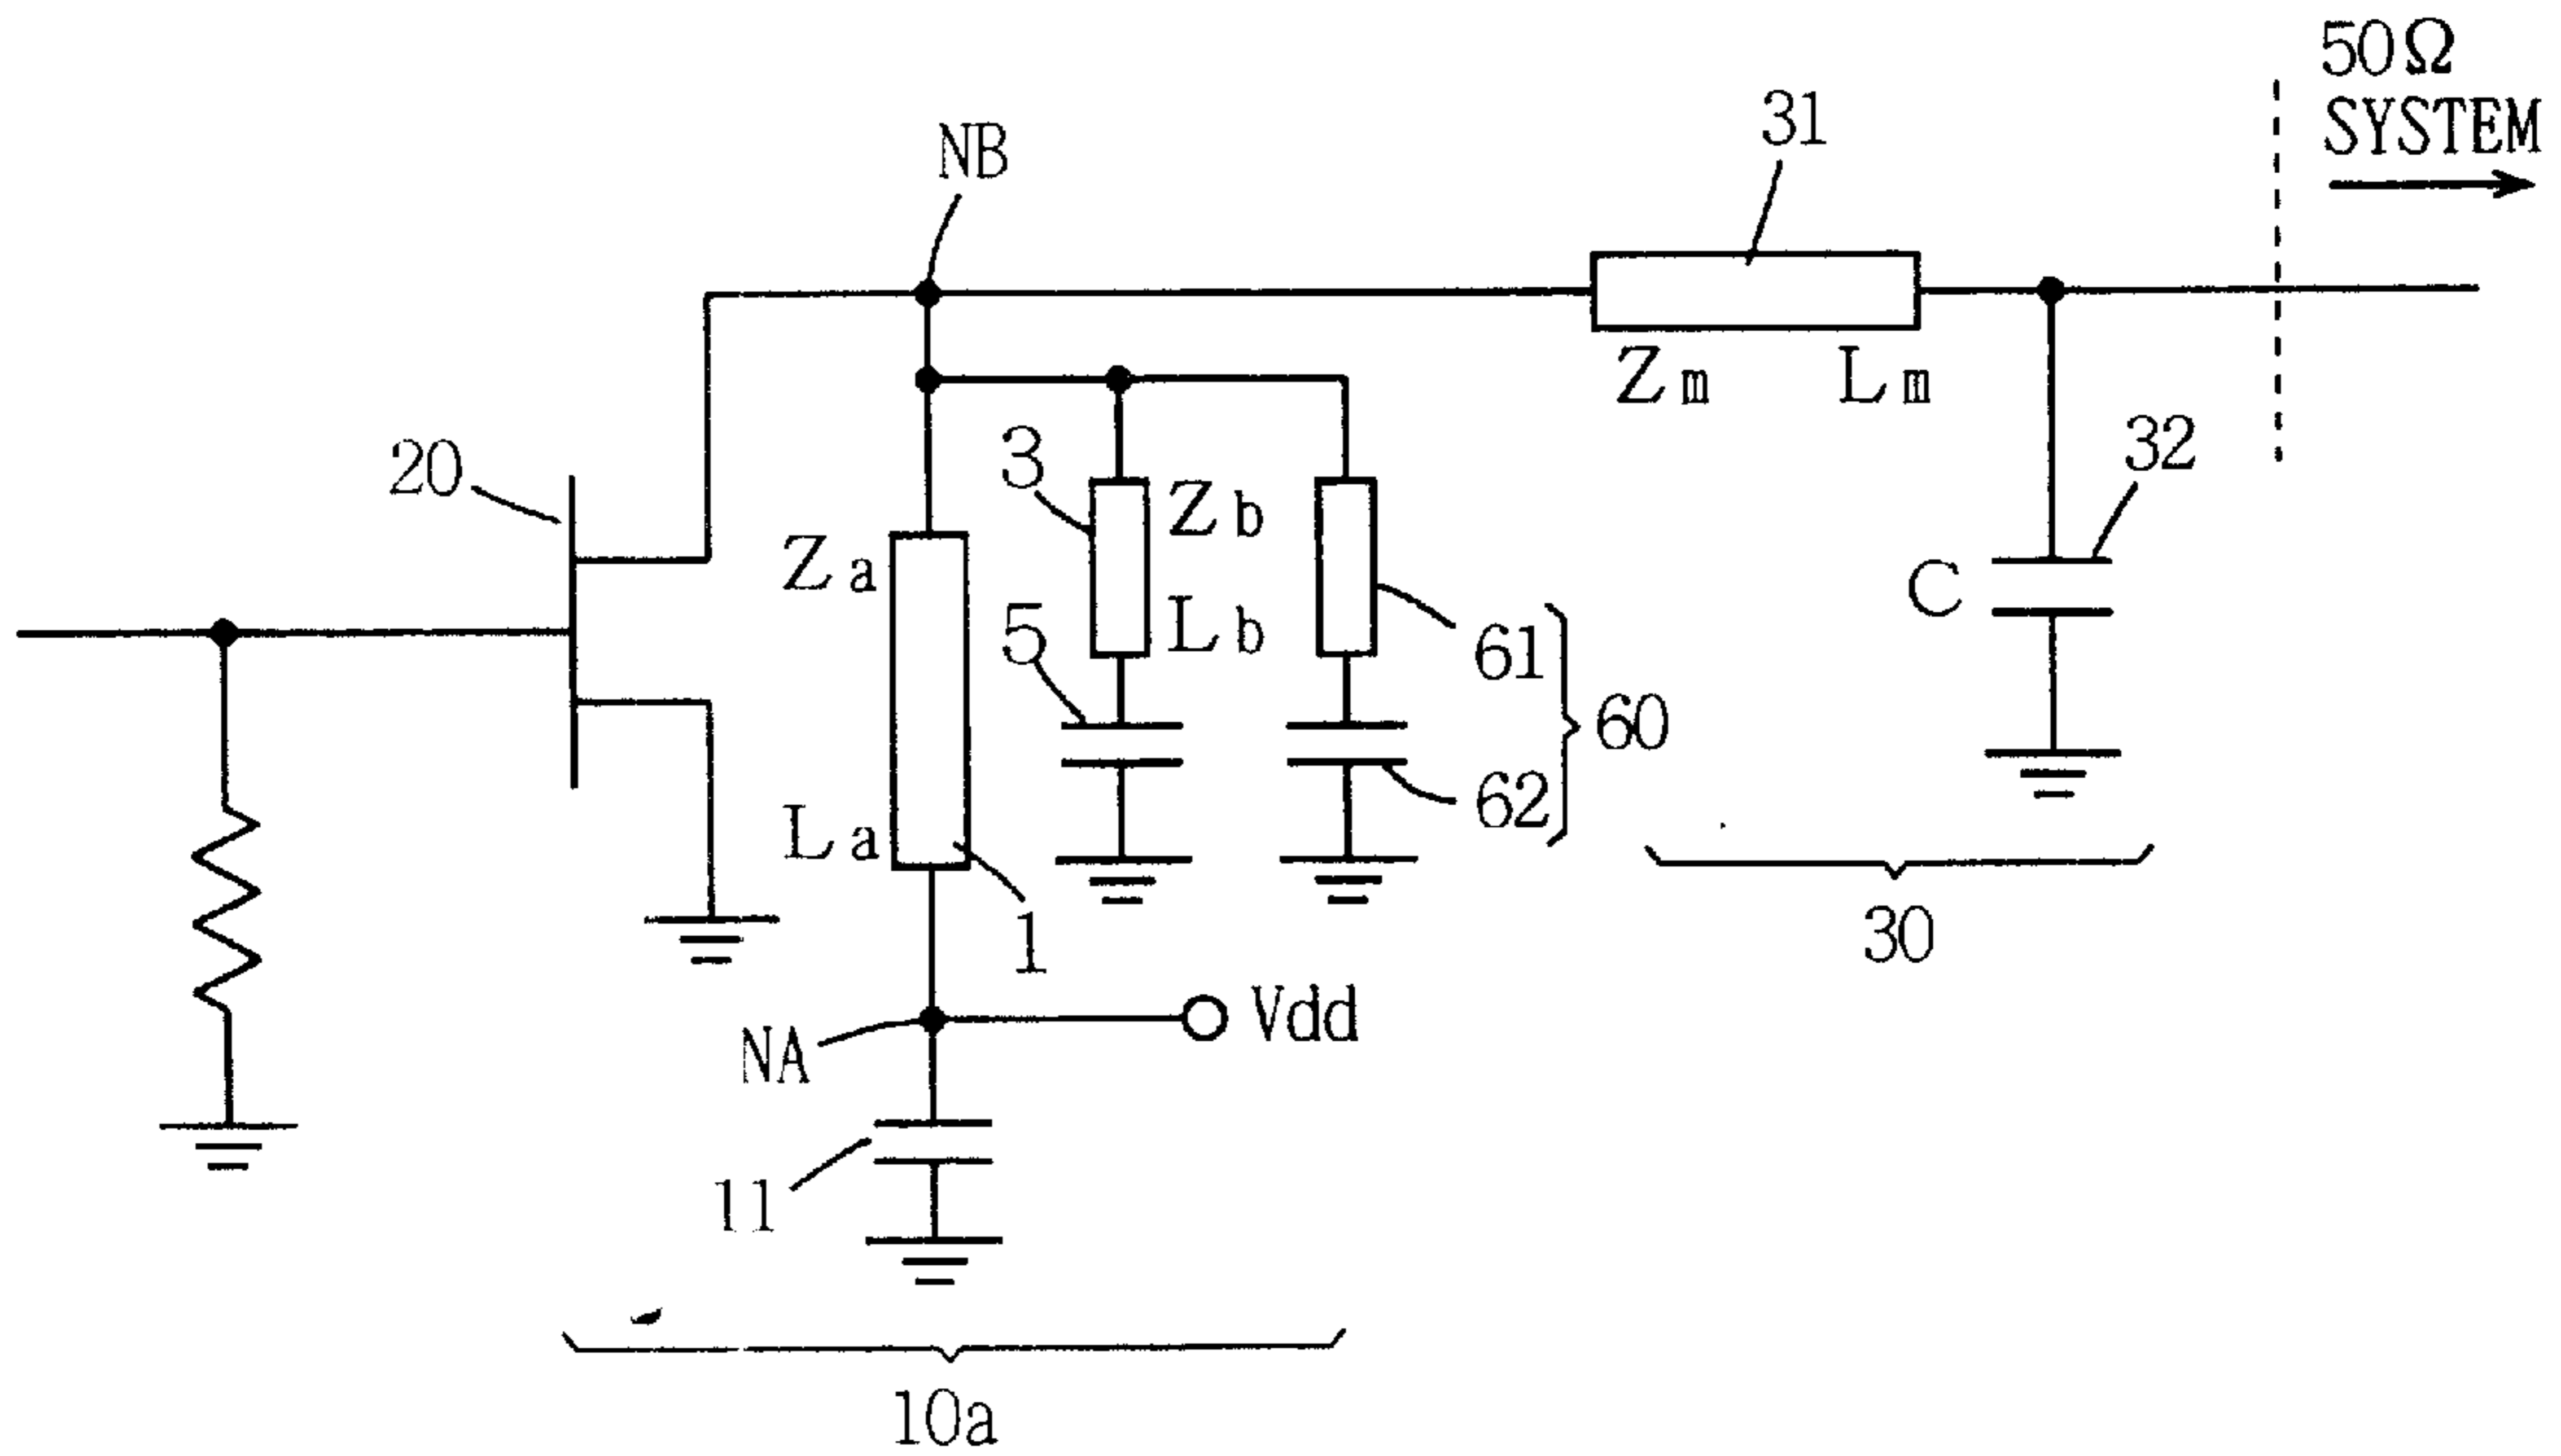 50Ω
SYSTEM
NB
31
Zm Lm
20
3
Zb
Za
32
C
5
Lb
61
60
62
La
1
30
NA
Vdd
11
10a